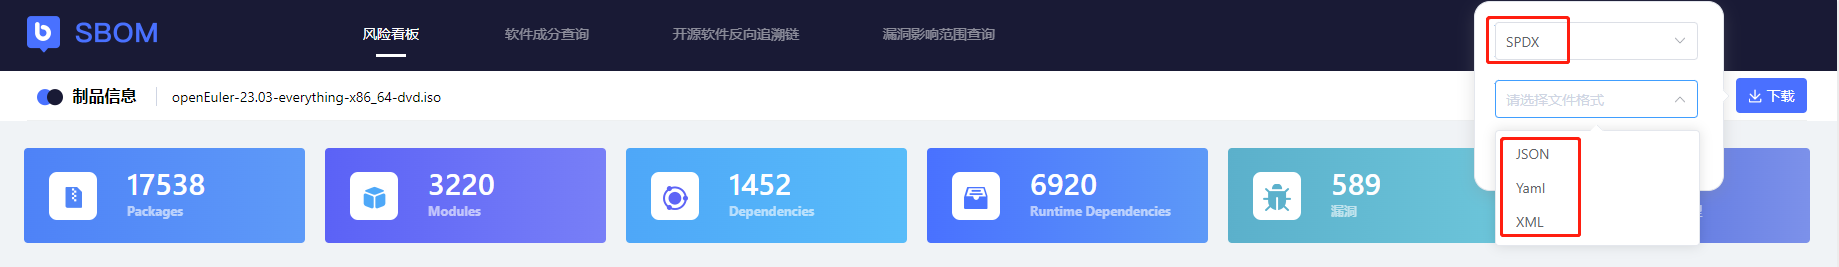 SBOM
风险看板
软件成分查询
开源软件反向追溯链
漏洞影响范围查询
SPDX
制品信息
openEuler-23.03-everything-x86_64-dvd.iso
请选择文件格式
下载
JSON
Yaml
XML
17538
Packages
3220
Modules
1452
Dependencies
6920
Runtime Dependencies
589
漏洞